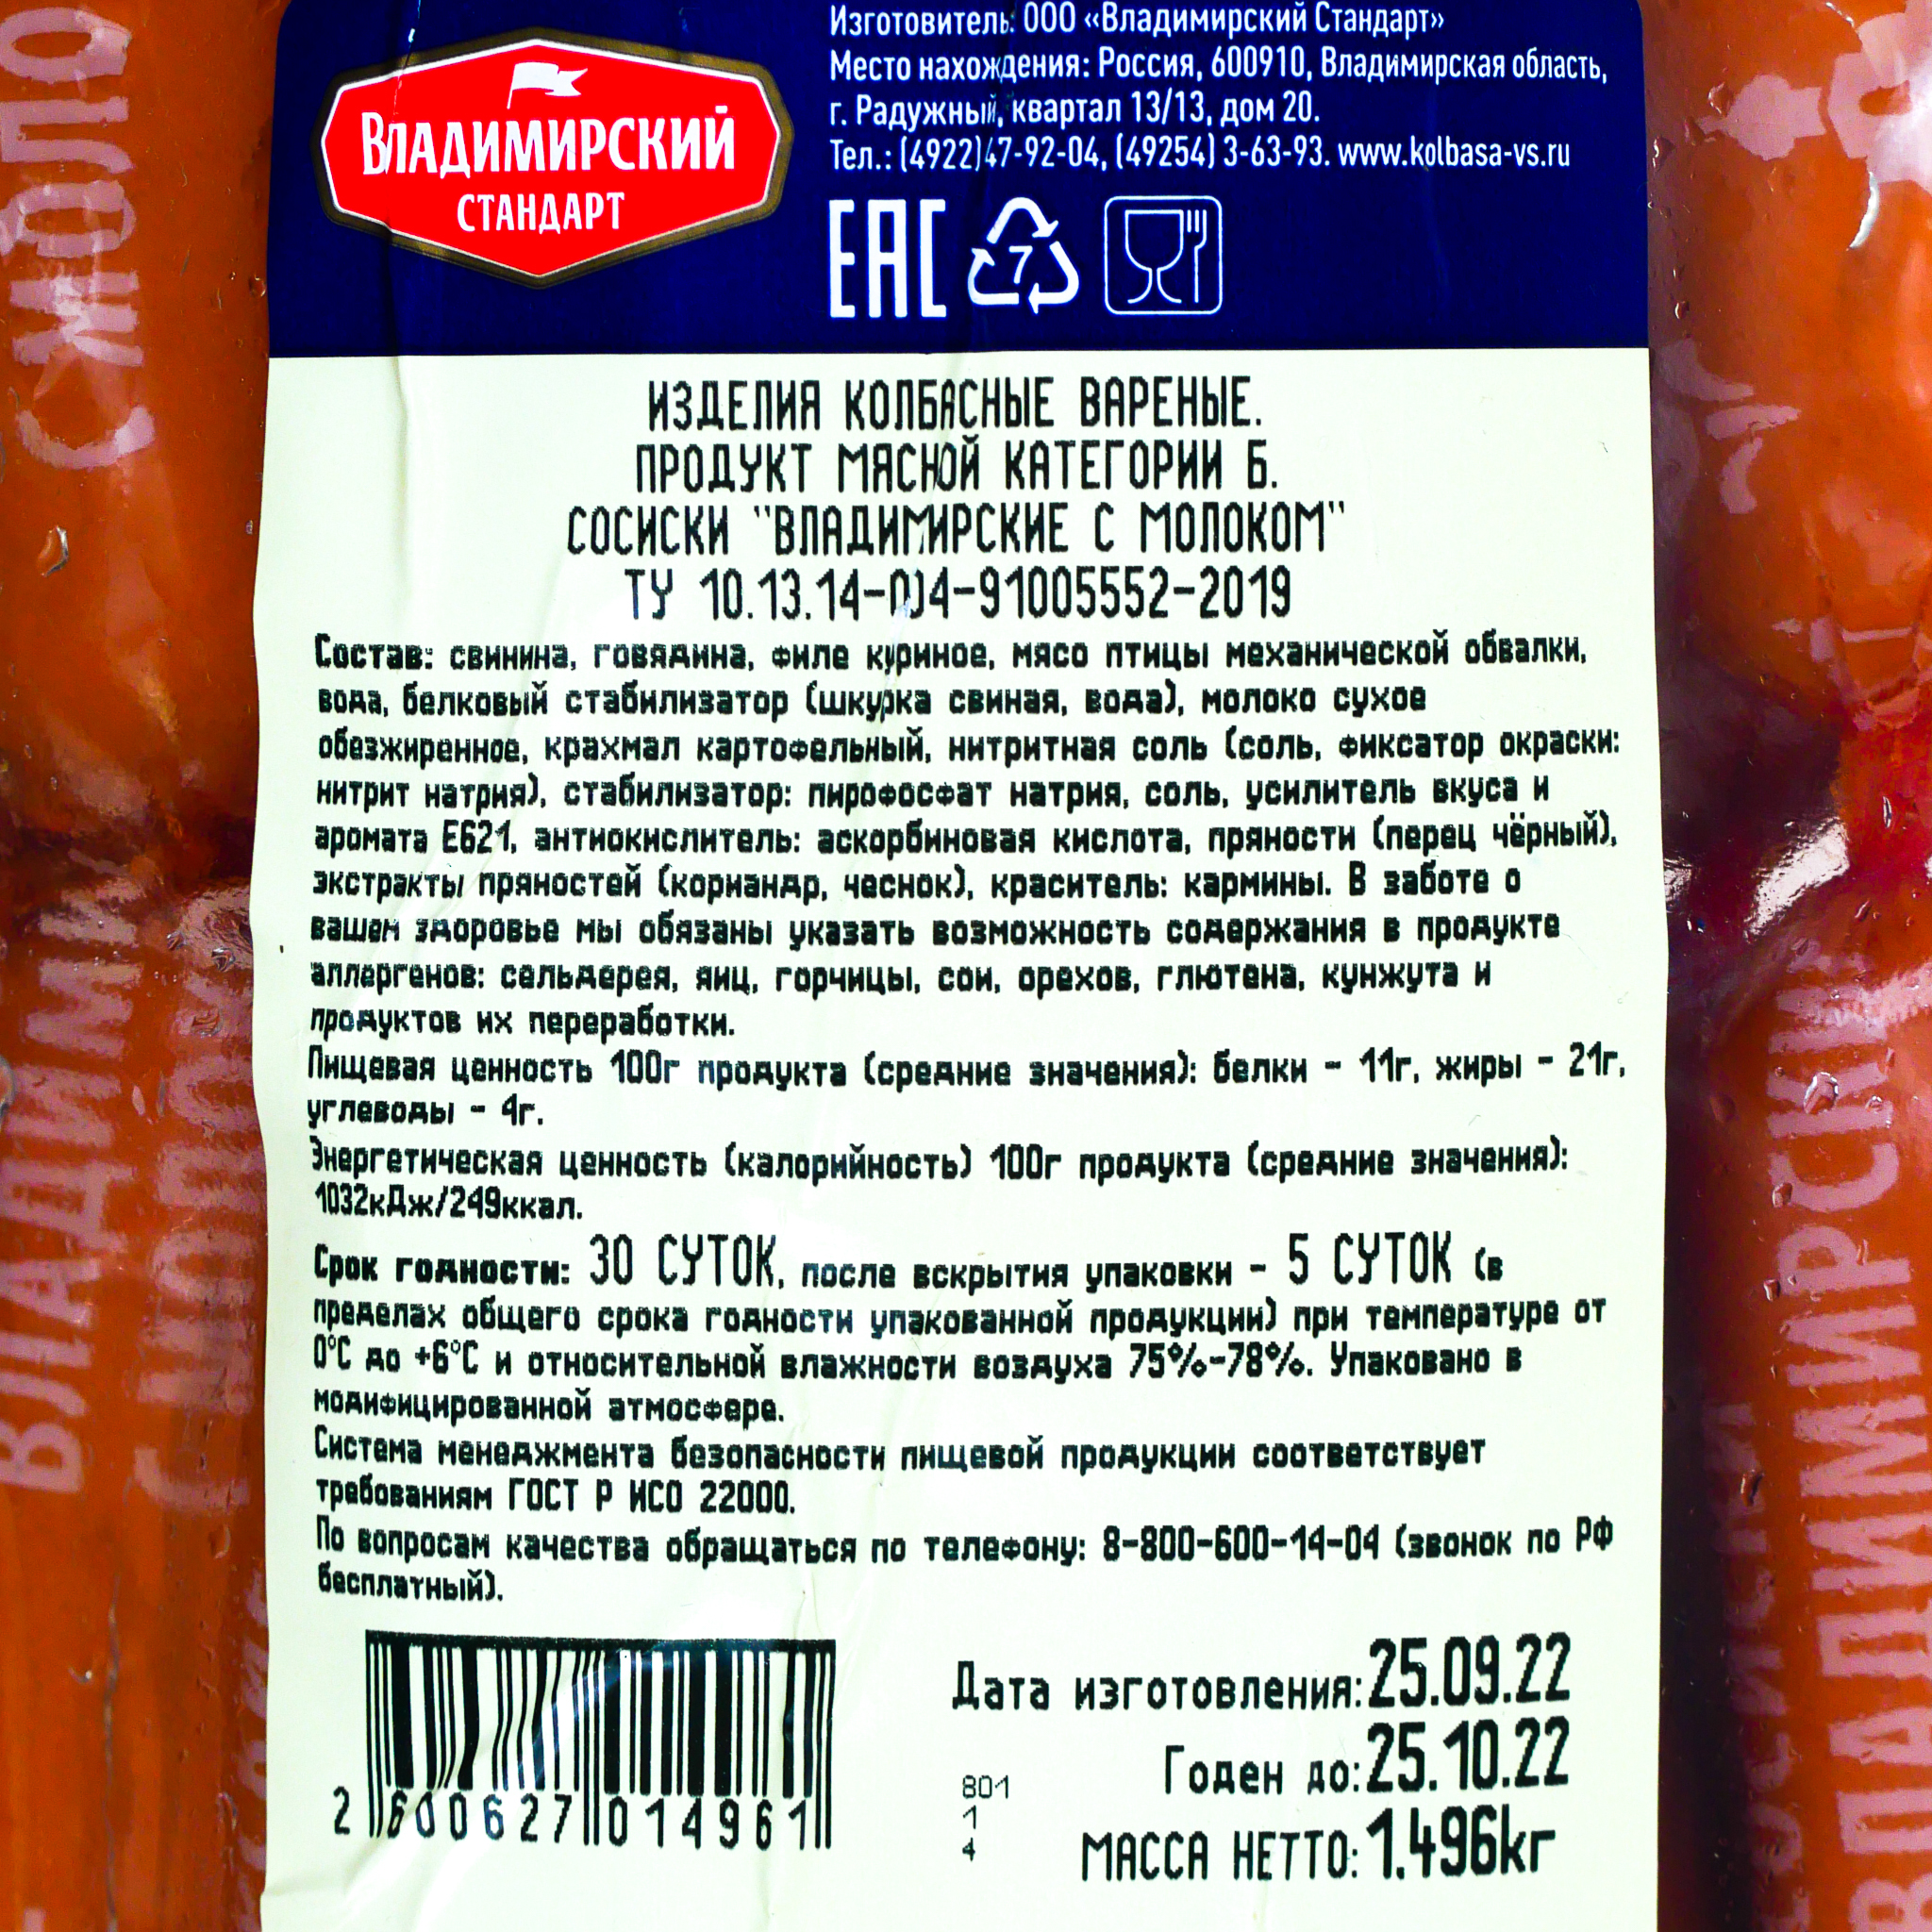 Владимирский
стандарт
Изготовитель: ООО «Владимирский Стандарт»
Место нахождения: Россия, 600910, Владимирская область,
г. Радужный, квартал 13/13, дом 20.
Тел.: (4922)47-92-04, (49254) 3-63-93. www.kolbasa-vs.ru
EAC
7
ИЗДЕЛИЯ КОЛБАСНЫЕ ВАРЕНЫЕ.
ПРОДУКТ МЯСНОЙ КАТЕГОРИИ Б.
СОСИСКИ "ВЛАДИМИРСКИЕ С МОЛОКОМ"
ТУ 10.13.14-004-91005552-2019
Состав: свинина, говядина, филе куриное, мясо птицы механической обвалки,
вода, белковый стабилизатор (шкурка свиная, вода), молоко сухое
обезжиренное, крахмал картофельный, нитритная соль (соль, фиксатор окраски:
нитрит натрия), стабилизатор: пирофосфат натрия, соль, усилитель вкуса и
аромата Е621, антиокислитель: аскорбиновая кислота, пряности (перец чёрный),
экстракты пряностей (кориандр, чеснок), краситель: кармины. В заботе о
вашем здоровье мы обязаны указать возможность содержания в продукте
аллергенов: сельдерея, яиц, горчицы, сои, орехов, глютена, кунжута и
продуктов их переработки.
Пищевая ценность 100г продукта (средние значения): белки - 11г, жиры - 21г,
углеводы - 4г.
Энергетическая ценность (калорийность) 100г продукта (средние значения):
1032кДж/249ккал.
Срок годности: 30 СУТОК, после вскрытия упаковки - 5 СУТОК (в
пределах общего срока годности упакованной продукции) при температуре от
0°С до +6°С и относительной влажности воздуха 75%-78%. Упаковано в
модифицированной атмосфере.
Система менеджмента безопасности пищевой продукции соответствует
требованиям ГОСТ Р ИСО 22000.
По вопросам качества обращаться по телефону: 8-800-600-14-04 (звонок по РФ
бесплатный).
2 600627 014961
801
1
4
Дата изготовления: 25.09.22
Годен до: 25.10.22
МАССА НЕТТО: 1.496kг